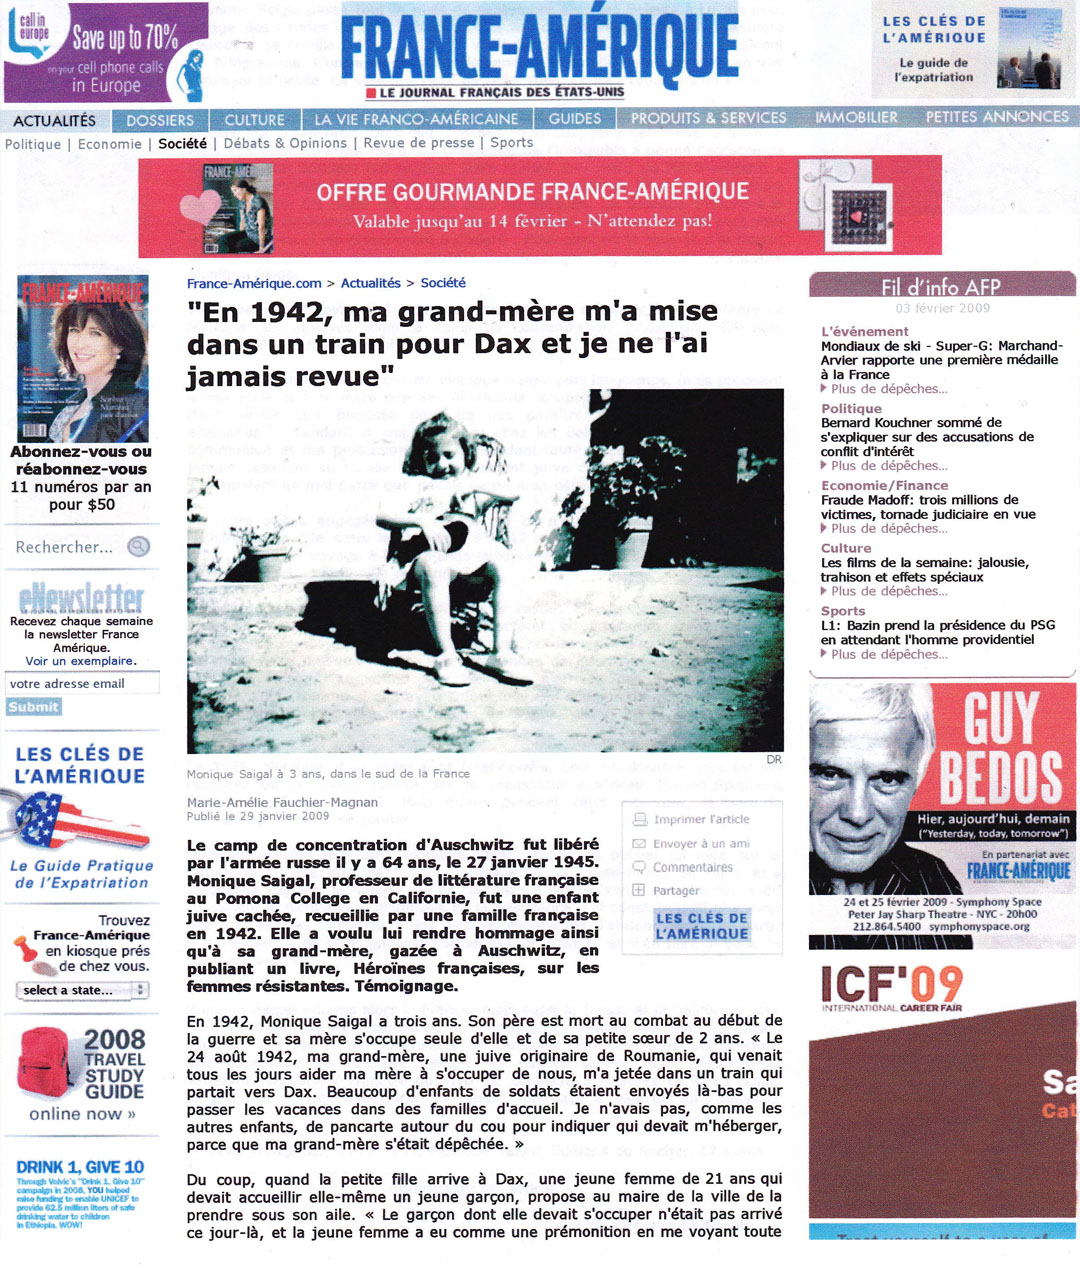 call in
europe
Save up to 70%
on your cell phone calls
in Europe
FRANCE-AMÉRIQUE
LE JOURNAL FRANÇAIS DES ÉTATS-UNIS
LES CLÉS DE
L'AMÉRIQUE
Le guide de
l'expatriation
ACTUALITÉS
DOSSIERS
CULTURE
LA VIE FRANCO-AMÉRICAINE
GUIDES
PRODUITS & SERVICES
IMMOBILIER
PETITES ANNONCES
Politique | Economie | Société | Débats & Opinions | Revue de presse | Sports
OFFRE GOURMANDE FRANCE-AMÉRIQUE
Valable jusqu'au 14 février - N'attendez pas!
FRANCE-AMÉRIQUE
Abonnez-vous ou
réabonnez-vous
11 numéros par an
pour $50
Rechercher...
eNewsletter
Recevez chaque semaine
la newsletter France
Amérique.
Voir un exemplaire.
votre adresse email
Submit
LES CLÉS DE
L'AMÉRIQUE
Le Guide Pratique
de l'Expatriation
Trouvez
France-Amérique
en kiosque prés
de chez vous.
select a state...
2008
TRAVEL
STUDY
GUIDE
online now »
DRINK 1, GIVE 10
Through Volvic's "Drink 1, Give 10"
campaign in 2008, YOU helped
raise funding to enable UNICEF to
provide 62.5 million liters of safe
drinking water to children
in Ethiopia. WOW!
France-Amérique.com > Actualités > Société
"En 1942, ma grand-mère m'a mise
dans un train pour Dax et je ne l'ai
jamais revue"
DR
Monique Saigal à 3 ans, dans le sud de la France
Marie-Amélie Fauchier-Magnan
Publié le 29 janvier 2009
Imprimer l'article
Envoyer à un ami
Commentaires
Partager
LES CLÉS DE
L'AMÉRIQUE
Le camp de concentration d'Auschwitz fut libéré
par l'armée russe il y a 64 ans, le 27 janvier 1945.
Monique Saigal, professeur de littérature française
au Pomona College en Californie, fut une enfant
juive cachée, recueillie par une famille française
en 1942. Elle a voulu lui rendre hommage ainsi
qu'à sa grand-mère, gazée à Auschwitz, en
publiant un livre, Héroïnes françaises, sur les
femmes résistantes. Témoignage.
En 1942, Monique Saigal a trois ans. Son père est mort au combat au début de
la guerre et sa mère s'occupe seule d'elle et de sa petite sœur de 2 ans. « Le
24 août 1942, ma grand-mère, une juive originaire de Roumanie, qui venait
tous les jours aider ma mère à s'occuper de nous, m'a jetée dans un train qui
partait vers Dax. Beaucoup d'enfants de soldats étaient envoyés là-bas pour
passer les vacances dans des familles d'accueil. Je n'avais pas, comme les
autres enfants, de pancarte autour du cou pour indiquer qui devait m'héberger,
parce que ma grand-mère s'était dépêchée. »
Du coup, quand la petite fille arrive à Dax, une jeune femme de 21 ans qui
devait accueillir elle-même un jeune garçon, propose au maire de la ville de la
prendre sous son aile. « Le garçon dont elle devait s'occuper n'était pas arrivé
ce jour-là, et la jeune femme a eu comme une prémonition en me voyant toute
Fil d'info AFP
03 février 2009
L'événement
Mondiaux de ski - Super-G: Marchand-
Arvier rapporte une première médaille
à la France
Plus de dépêches...
Politique
Bernard Kouchner sommé de
s'expliquer sur des accusations de
conflit d'intérêt
Plus de dépêches...
Economie/Finance
Fraude Madoff: trois millions de
victimes, tornade judiciaire en vue
Plus de dépêches...
Culture
Les films de la semaine: jalousie,
trahison et effets spéciaux
Plus de dépêches...
Sports
L1: Bazin prend la présidence du PSG
en attendant l'homme providentiel
Plus de dépêches...
GUY
BEDOS
Hier, aujourd'hui, demain
("Yesterday, today, tomorrow")
En partenariat avec
FRANCE-AMÉRIQUE
24 et 25 février 2009 - Symphony Space
Peter Jay Sharp Theatre - NYC - 20h00
212.864.5400 symphonyspace.org
ICF'09
INTERNATIONAL CAREER FAIR
Sa
Cat
Treat yourself to a year of